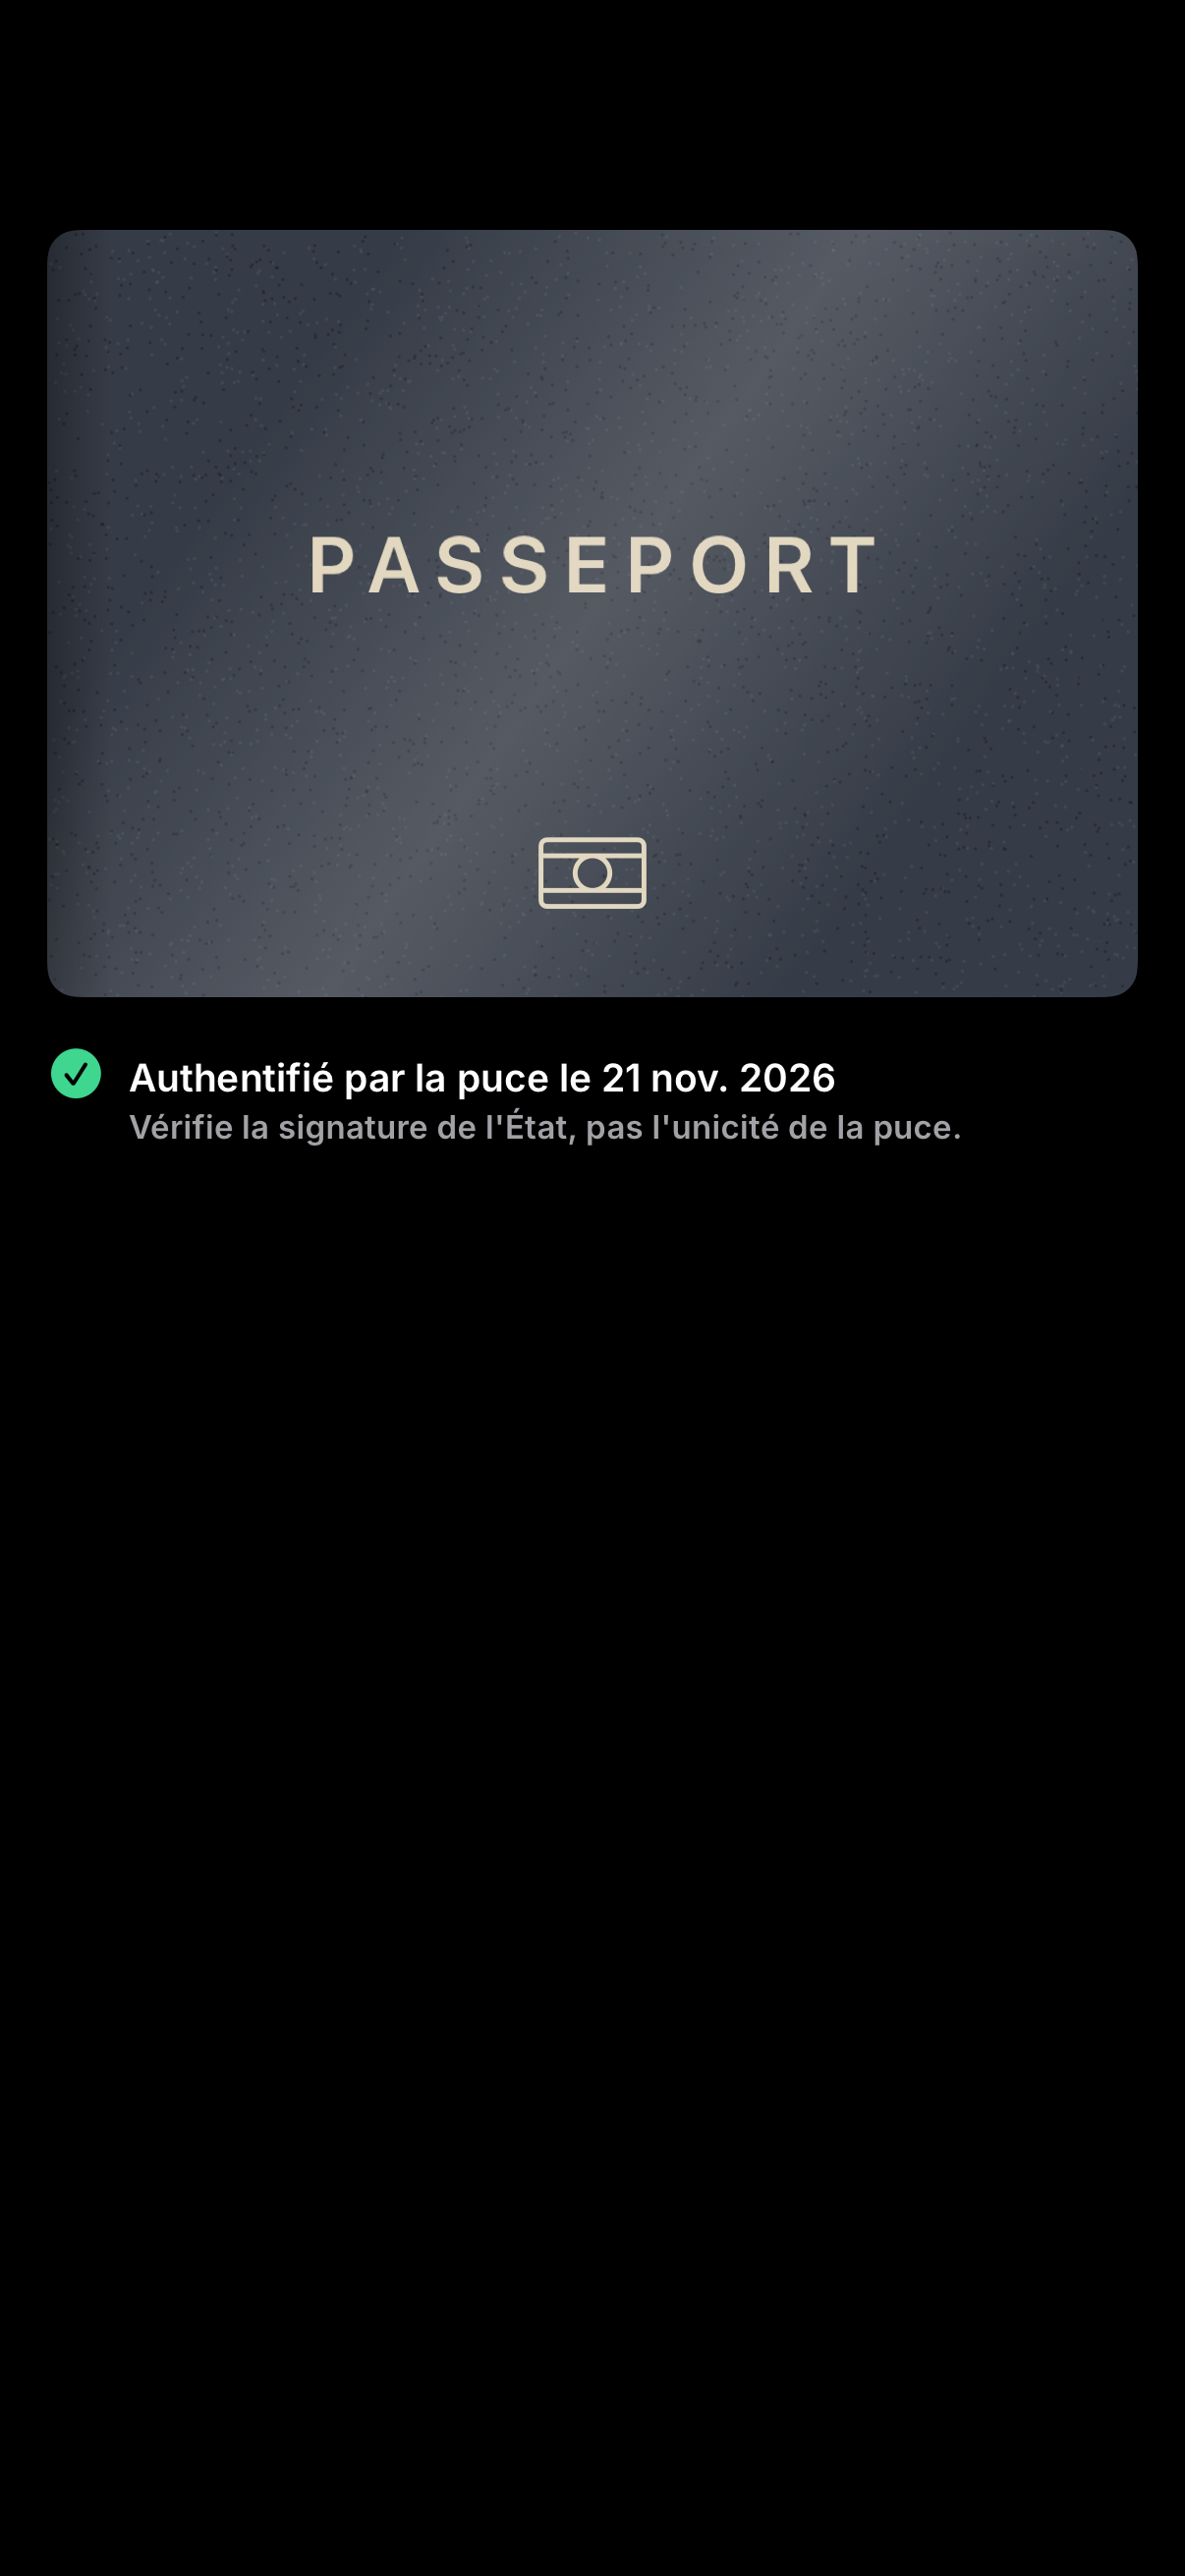 PASSEPORT
Authentifié par la puce le 21 nov. 2026
Vérifie la signature de l'État, pas l'unicité de la puce.